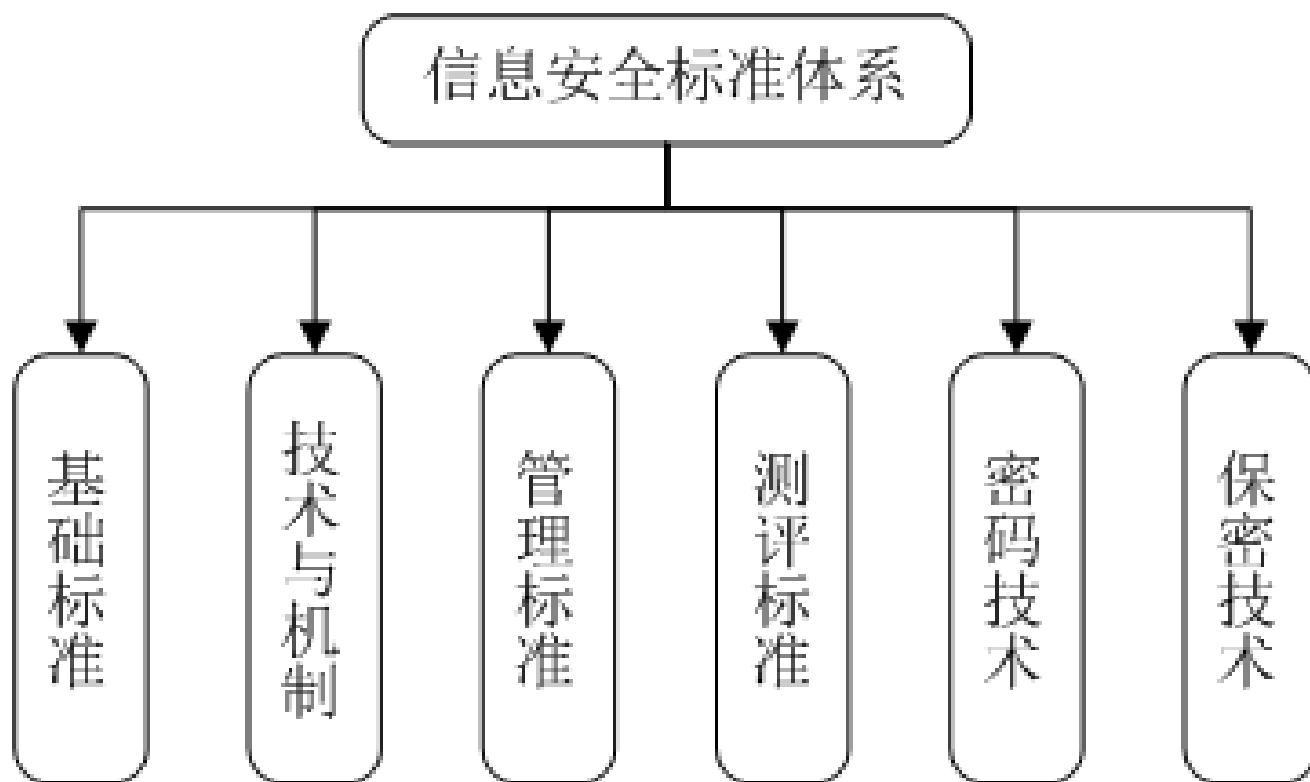 信息安全标准体系
基础标准
技术与机制
管理标准
测评标准
密码技术
保密技术